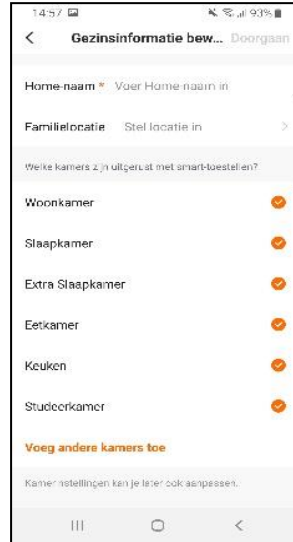 14:57 93%
Gezinsinformatie bew... Doorgaan
Home-naam * Voer Home-naam in
Familielocatie Stel locatie in
Welke kamers zijn uitgerust met smart-toestellen?
Woonkamer
Slaapkamer
Extra Slaapkamer
Eetkamer
Keuken
Studeerkamer
Voeg andere kamers toe
Kamer nstellingen kan je later ook aanpassen.